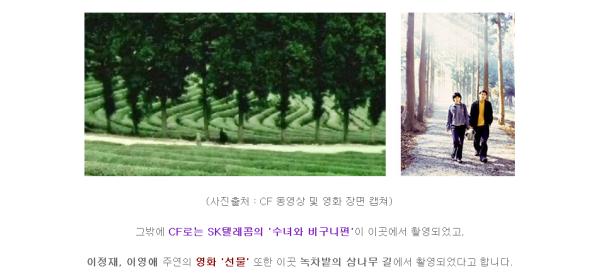 (사진출처 : CF 동영상 및 영화 장면 캡쳐)
그밖에 CF로는 SK텔레콤의 '수녀와 비구니편'이 이곳에서 촬영되었고,
이정재, 이영애 주연의 영화 '선물' 또한 이곳 녹차밭의 삼나무 길에서 촬영되었다고 합니다.